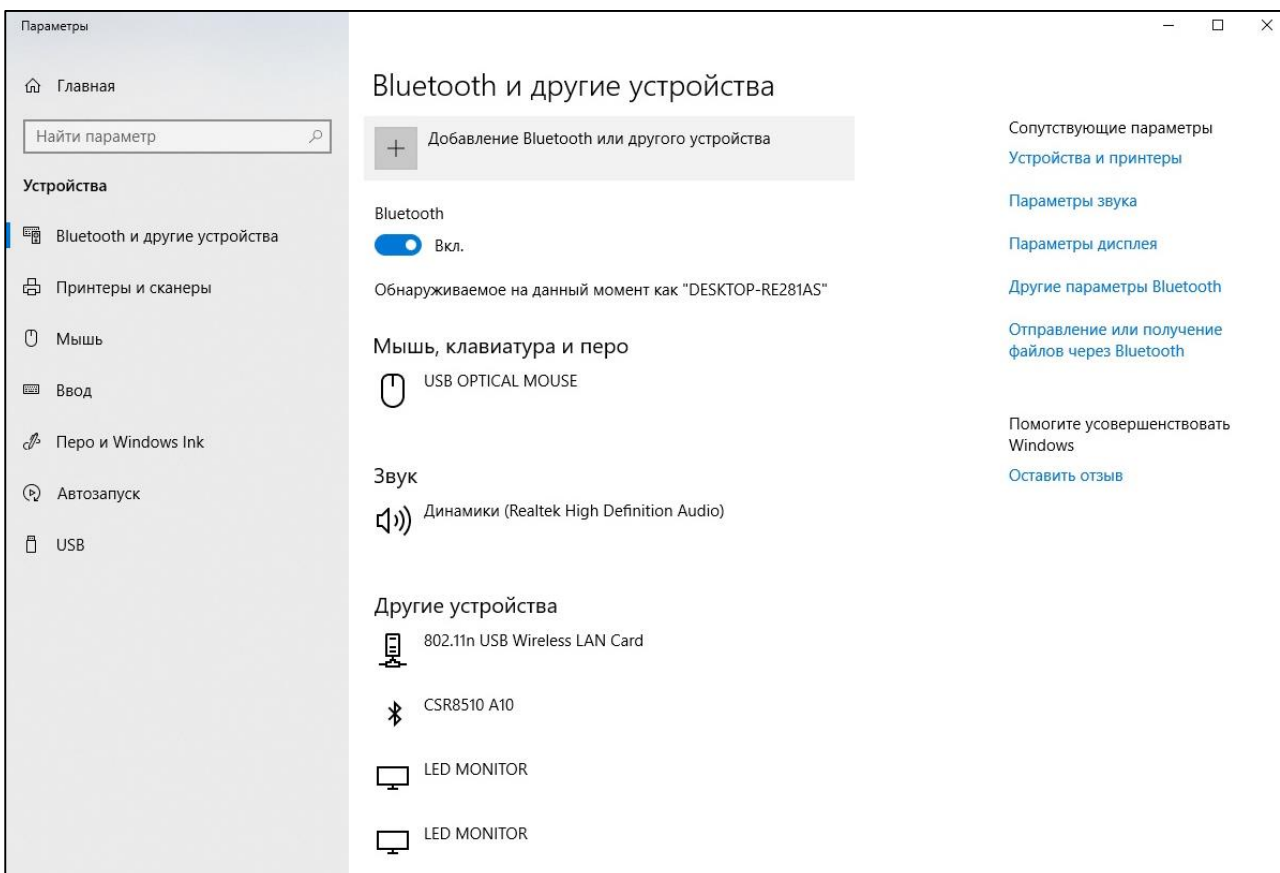 Параметры
Главная
Найти параметр
Устройства
Bluetooth и другие устройства
Принтеры и сканеры
Мышь
Ввод
Перо и Windows Ink
Автозапуск
USB
Bluetooth и другие устройства
Добавление Bluetooth или другого устройства
Bluetooth
Вкл.
Обнаруживаемое на данный момент как "DESKTOP-RE281AS"
Мышь, клавиатура и перо
USB OPTICAL MOUSE
Звук
Динамики (Realtek High Definition Audio)
Другие устройства
802.11n USB Wireless LAN Card
CSR8510 A10
LED MONITOR
LED MONITOR
Сопутствующие параметры
Устройства и принтеры
Параметры звука
Параметры дисплея
Другие параметры Bluetooth
Отправление или получение
файлов через Bluetooth
Помогите усовершенствовать
Windows
Оставить отзыв